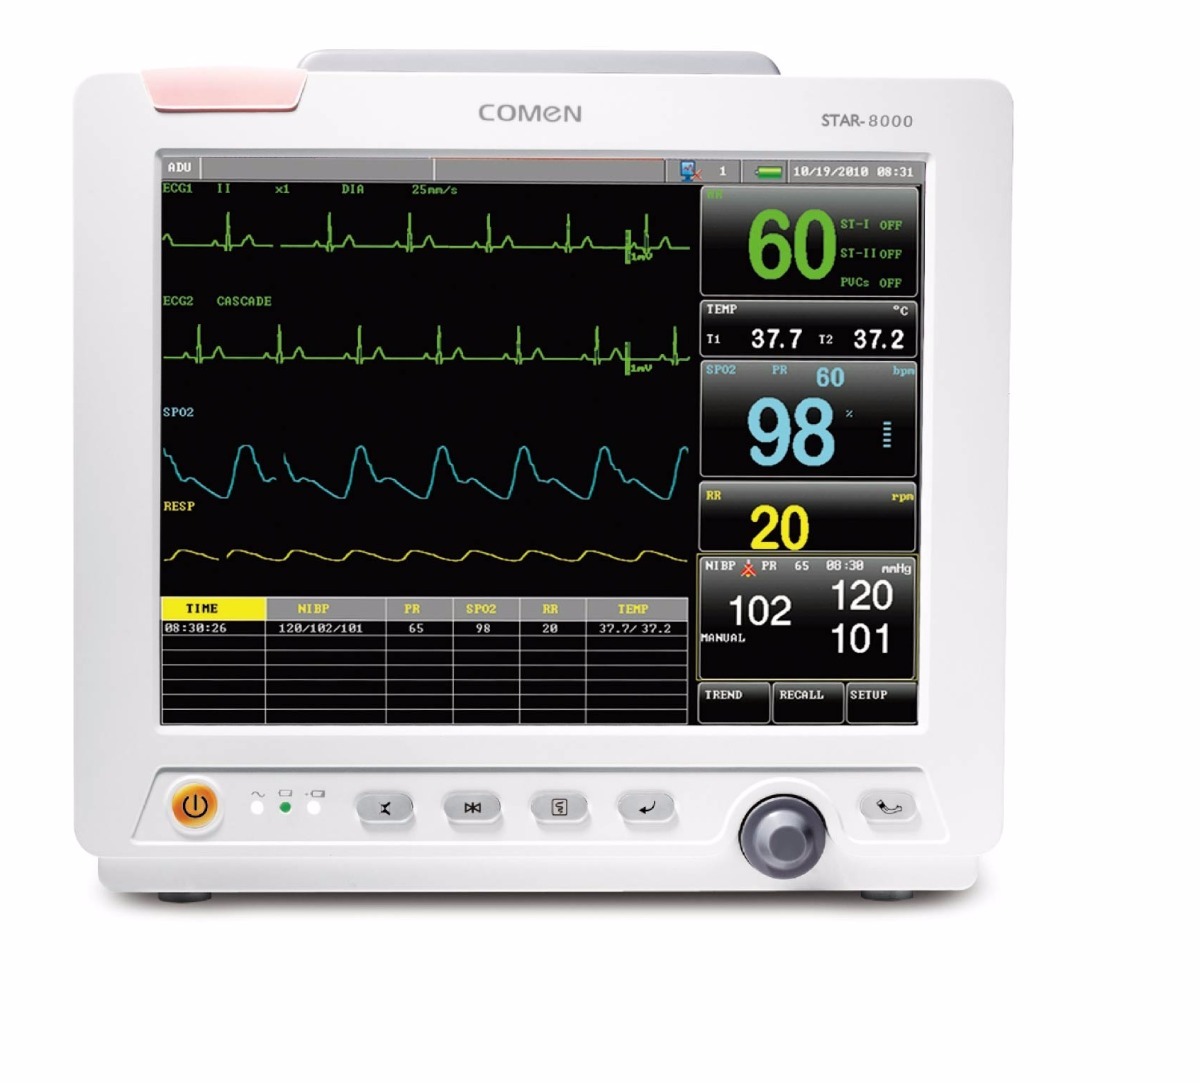 COMEN
STAR-8000
ADU 1 10/19/2010 08:31
ECG1 II x1 DIA 25mm/s
1mV
ECG2 CASCADE
1mV
SPO2
RESP
HR
60
ST-I OFF
ST-II OFF
PVCs OFF
TEMP °C
T1 37.7 T2 37.2
SPO2 PR 60 bpm
98 %
RR rpm
20
NIBP PR 65 08:30 mmHg
102 120
MANUAL 101
TIME NIBP PR SPO2 RR TEMP
08:30:26 120/102/101 65 98 20 37.7/ 37.2
TREND RECALL SETUP